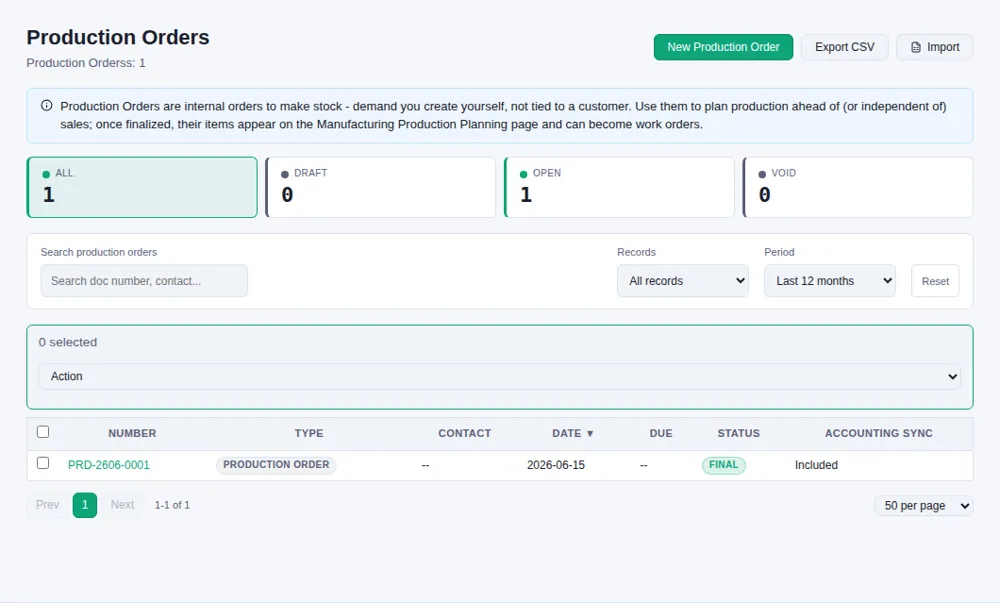 Production Orders
Production Orderss: 1
New Production Order
Export CSV
Import
Production Orders are internal orders to make stock - demand you create yourself, not tied to a customer. Use them to plan production ahead of (or independent of)
sales; once finalized, their items appear on the Manufacturing Production Planning page and can become work orders.
ALL
1
DRAFT
0
OPEN
1
VOID
0
Search production orders
Search doc number, contact...
Records
All records
Period
Last 12 months
Reset
0 selected
Action
NUMBER TYPE CONTACT DATE ▼ DUE STATUS ACCOUNTING SYNC
PRD-2606-0001 PRODUCTION ORDER -- 2026-06-15 -- FINAL Included
Prev 1 Next 1-1 of 1
50 per page